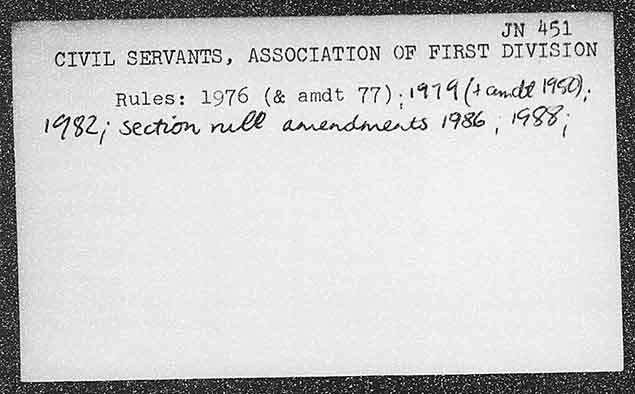 JN 451
CIVIL SERVANTS, ASSOCIATION OF FIRST DIVISION
Rules: 1976 (& amdt 77); 1979 (+ amdt 1980);
1982; section rule amendments 1986; 1988;